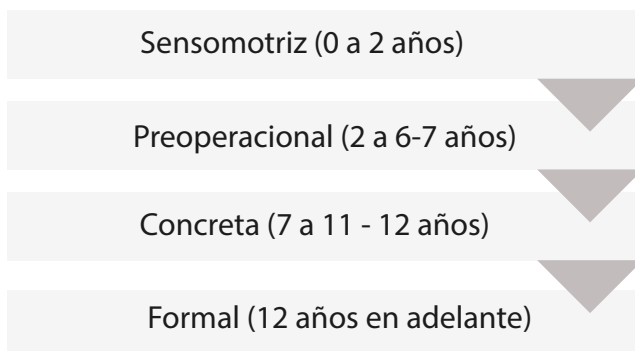 Sensomotriz (0 a 2 años)
Preoperacional (2 a 6-7 años)
Concreta (7 a 11 - 12 años)
Formal (12 años en adelante)